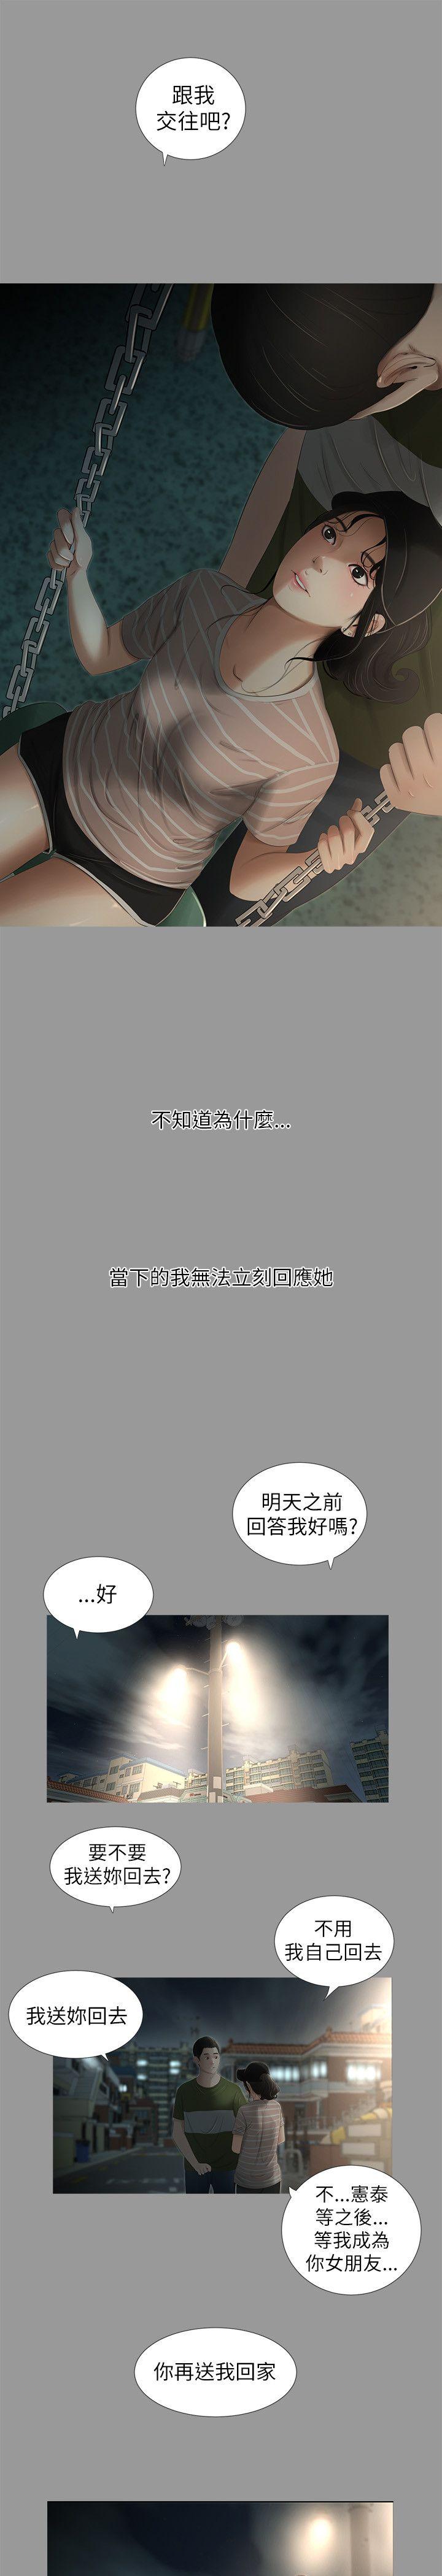 跟我
交往吧?
不知道為什麼...
當下的我無法立刻回應她
明天之前
回答我好嗎?
...好
要不要
我送妳回去?
不用
我自己回去
我送妳回去
不...憲泰
等之後...
等我成為
你女朋友...
你再送我回家